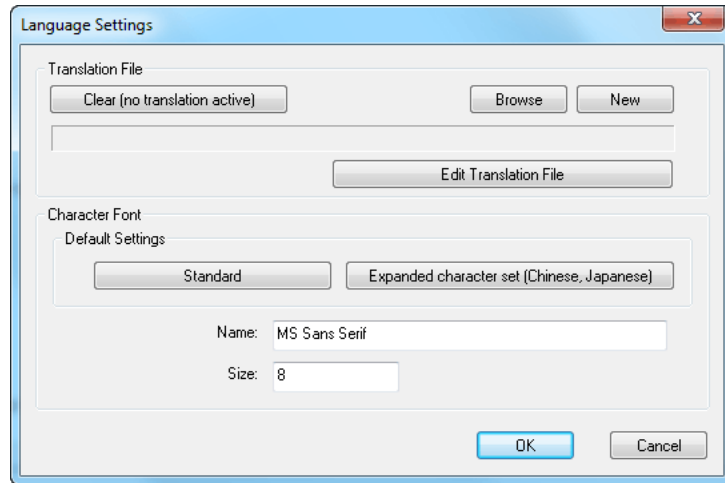 Language Settings
Translation File
Clear (no translation active)
Browse
New
Edit Translation File
Character Font
Default Settings
Standard
Expanded character set (Chinese, Japanese)
Name: MS Sans Serif
Size: 8
OK
Cancel